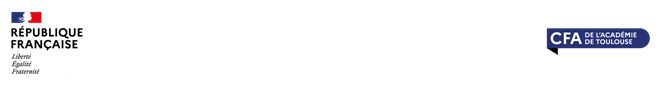 RÉPUBLIQUE
FRANÇAISE
Liberté
Égalité
Fraternité
CFA DE L'ACADÉMIE
DE TOULOUSE